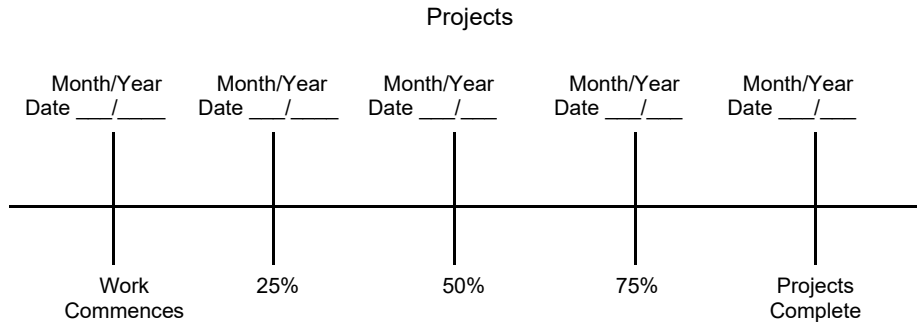 Projects
Month/Year Month/Year Month/Year Month/Year Month/Year
Date ___/____ Date ___/____ Date ___/___ Date ___/___ Date ___/___
Work 25% 50% 75% Projects
Commences Complete